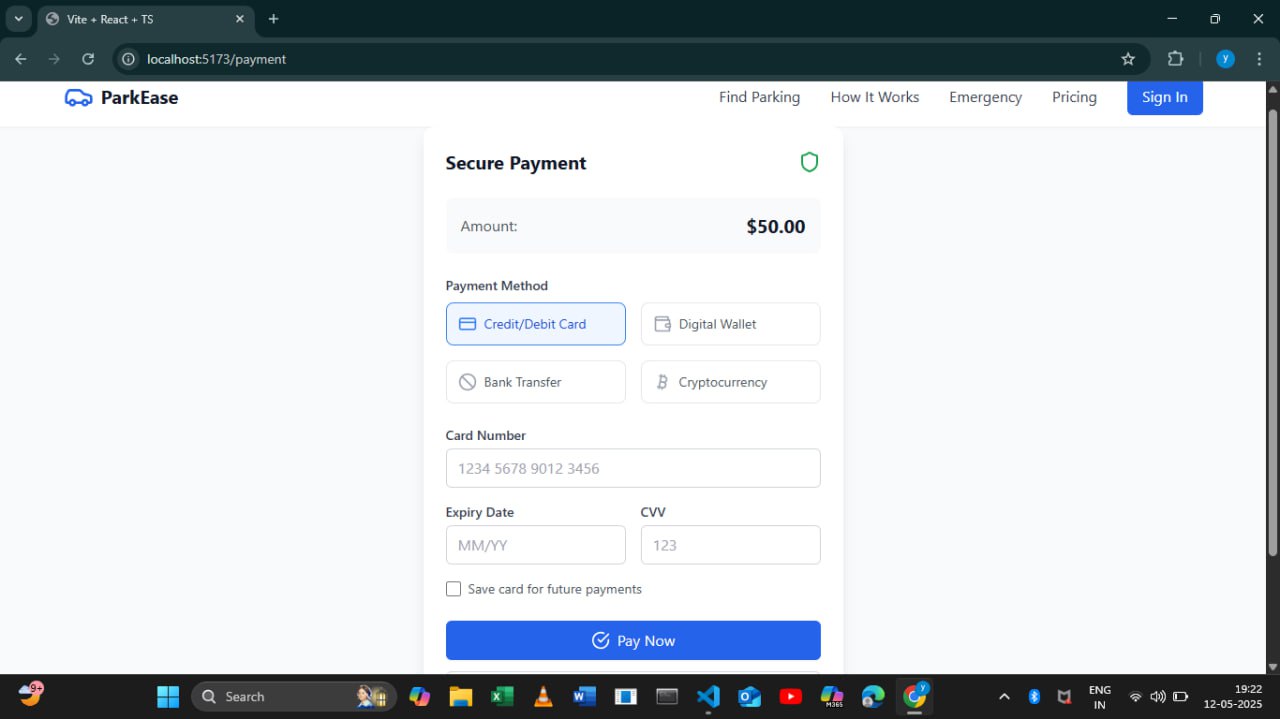 Vite + React + TS
localhost:5173/payment
y
ParkEase
Find Parking How It Works Emergency Pricing Sign In
Secure Payment
Amount: $50.00
Payment Method
Credit/Debit Card Digital Wallet
Bank Transfer Cryptocurrency
Card Number
1234 5678 9012 3456
Expiry Date CVV
MM/YY 123
Save card for future payments
Pay Now
9+ Search M365 y ENG 19:22
IN 12-05-2025